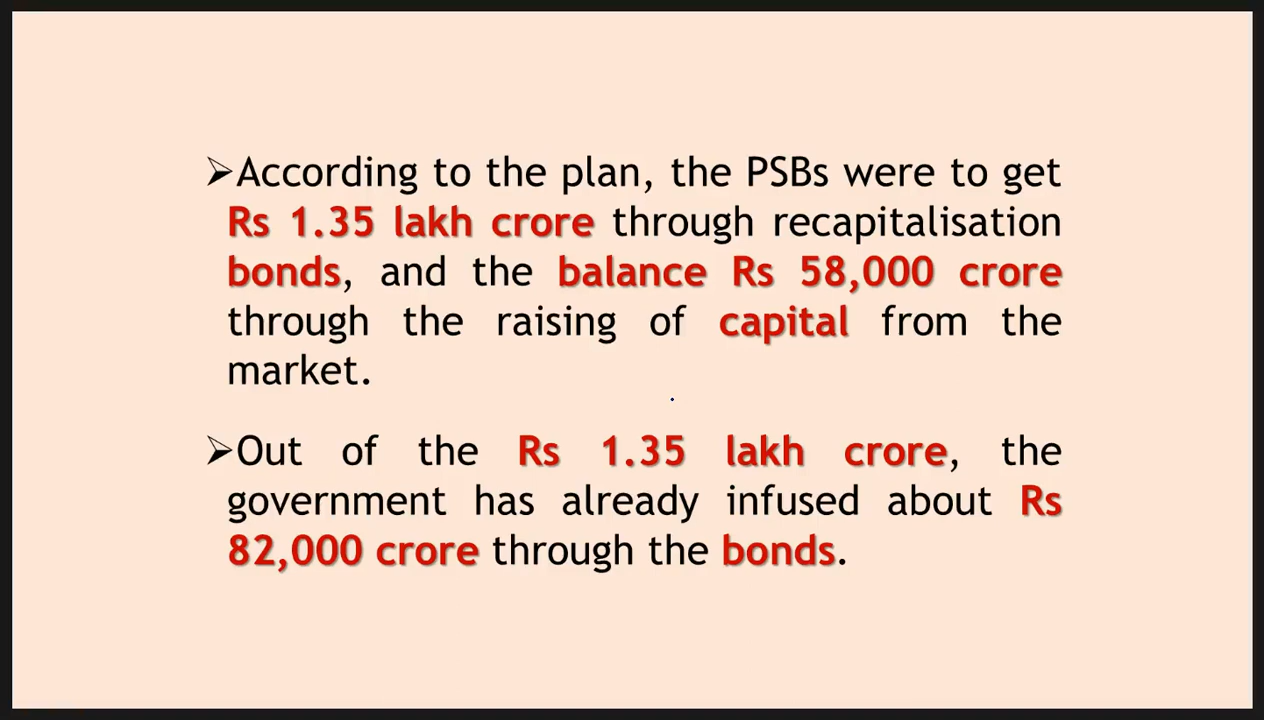 ➢According to the plan, the PSBs were to get
Rs 1.35 lakh crore through recapitalisation
bonds, and the balance Rs 58,000 crore
through the raising of capital from the
market.
➢Out of the Rs 1.35 lakh crore, the
government has already infused about Rs
82,000 crore through the bonds.